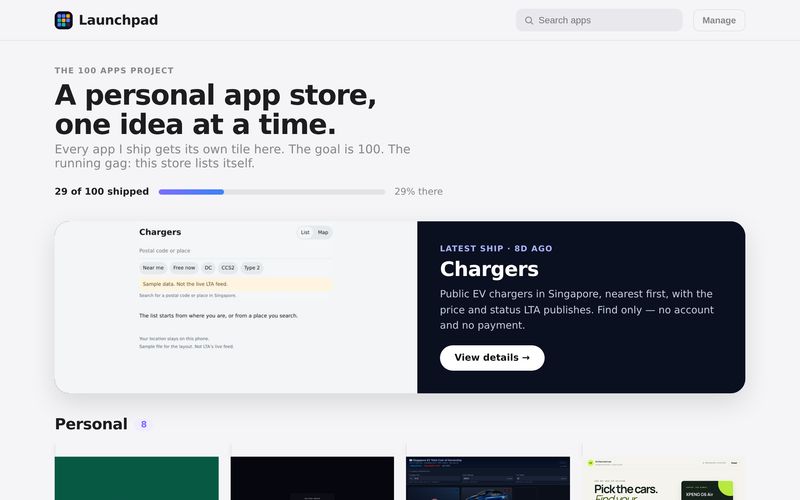 Launchpad
Search apps
Manage
THE 100 APPS PROJECT
A personal app store,
one idea at a time.
Every app I ship gets its own tile here. The goal is 100. The
running gag: this store lists itself.
29 of 100 shipped
29% there
Chargers
List
Map
Postal code or place
Near me
Free now
DC
CCS2
Type 2
Sample data. Not the live LTA feed.
Search for a postal code or place in Singapore.
The list starts from where you are, or from a place you search.
Your location stays on this phone.
Sample file for the layout. Not LTA's live feed.
LATEST SHIP · 8D AGO
Chargers
Public EV chargers in Singapore, nearest first, with the
price and status LTA publishes. Find only — no account
and no payment.
View details →
Personal
8
Pick the cars.
Find your
XPENG G6 Air